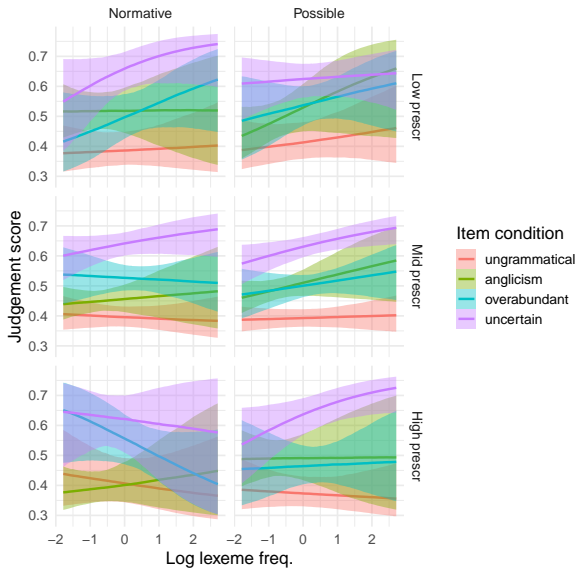 Normative
Possible
0.7
0.6
0.5
0.4
0.3
Low prescr
0.7
0.6
0.5
0.4
0.3
Mid prescr
0.7
0.6
0.5
0.4
0.3
High prescr
−2 −1 0 1 2
−2 −1 0 1 2
Log lexeme freq.
Judgement score
Item condition
ungrammatical
anglicism
overabundant
uncertain